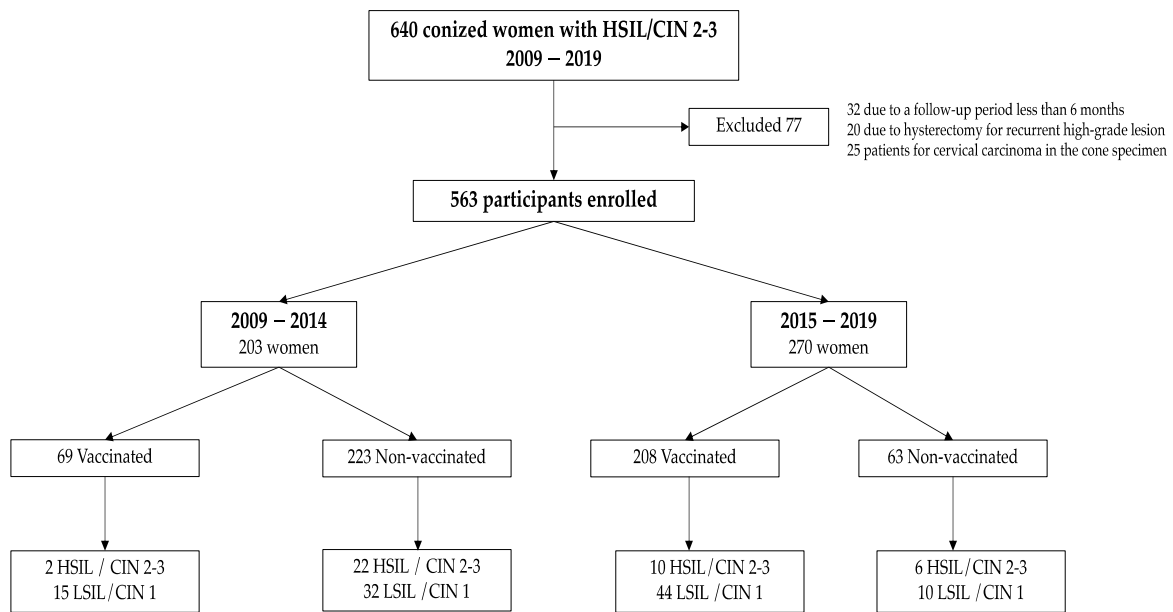 640 conized women with HSIL/CIN 2-3
2009 – 2019
Excluded 77
32 due to a follow-up period less than 6 months
20 due to hysterectomy for recurrent high-grade lesion
25 patients for cervical carcinoma in the cone specimen
563 participants enrolled
2009 – 2014
203 women
2015 – 2019
270 women
69 Vaccinated
223 Non-vaccinated
208 Vaccinated
63 Non-vaccinated
2 HSIL / CIN 2-3
15 LSIL /CIN 1
22 HSIL / CIN 2-3
32 LSIL /CIN 1
10 HSIL / CIN 2-3
44 LSIL /CIN 1
6 HSIL / CIN 2-3
10 LSIL /CIN 1